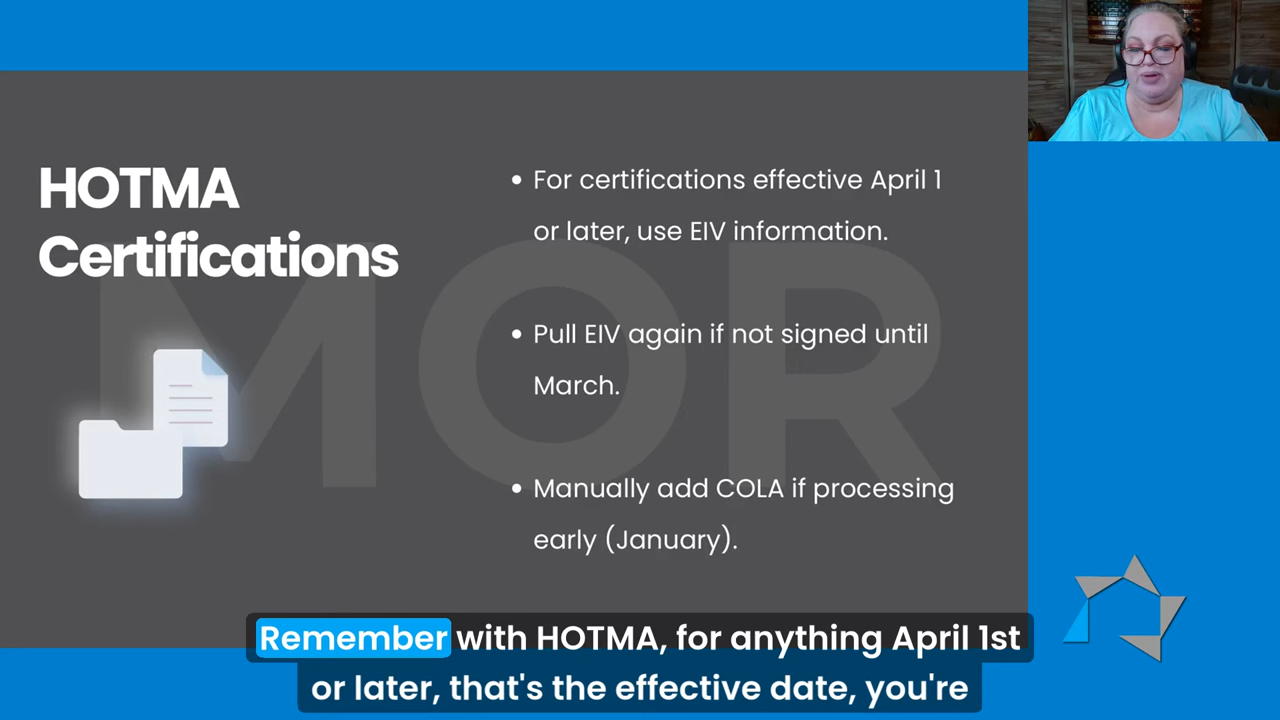 HOTMA
Certifications
MOR
• For certifications effective April 1
or later, use EIV information.
• Pull EIV again if not signed until
March.
• Manually add COLA if processing
early (January).
Remember with HOTMA, for anything April 1st
or later, that's the effective date, you're